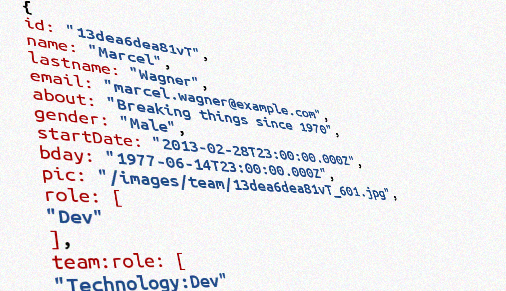 {
id: "13dea6dea81vT",
name: "Marcel",
lastname: "Wagner",
email: "marcel.wagner@example.com",
about: "Breaking things since 1970",
gender: "Male",
startDate: "2013-02-28T23:00:00.000Z",
bday: "1977-06-14T23:00:00.000Z",
pic: "/images/team/13dea6dea81vT_601.jpg",
role: [
"Dev"
],
team:role: [
"Technology:Dev"